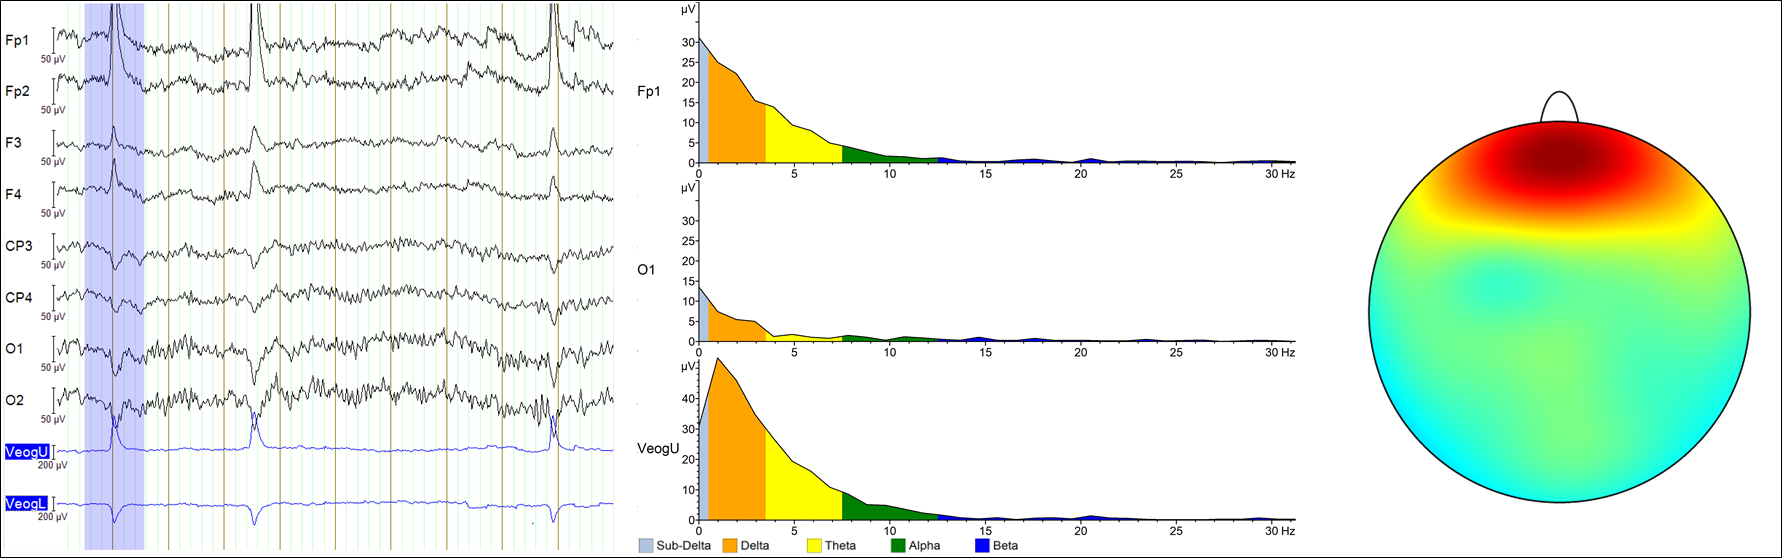 Fp1
50 µV
Fp2
50 µV
F3
50 µV
F4
50 µV
CP3
50 µV
CP4
50 µV
O1
50 µV
O2
50 µV
VeogU
200 µV
VeogL
200 µV
µV
30
25
20
15
10
5
0
Fp1
0 5 10 15 20 25 30 Hz
µV
30
25
20
15
10
5
0
O1
0 5 10 15 20 25 30 Hz
µV
40
30
20
10
0
VeogU
0 5 10 15 20 25 30 Hz
Sub-Delta Delta Theta Alpha Beta